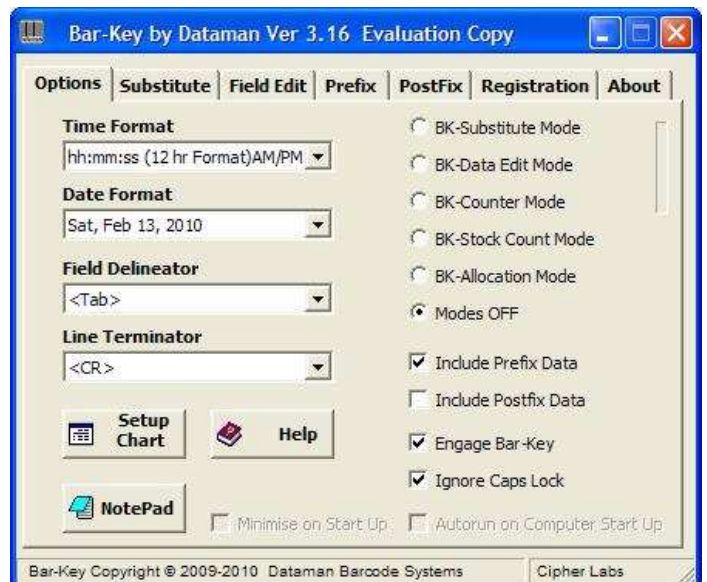 Bar-Key by Dataman Ver 3.16 Evaluation Copy
Options Substitute Field Edit Prefix PostFix Registration About
Time Format
hh:mm:ss (12 hr Format)AM/PM
Date Format
Sat, Feb 13, 2010
Field Delineator
<Tab>
Line Terminator
<CR>
Setup
Chart
Help
NotePad
Minimise on Start Up
BK-Substitute Mode
BK-Data Edit Mode
BK-Counter Mode
BK-Stock Count Mode
BK-Allocation Mode
Modes OFF
Include Prefix Data
Include Postfix Data
Engage Bar-Key
Ignore Caps Lock
Autorun on Computer Start Up
Bar-Key Copyright © 2009-2010 Dataman Barcode Systems
Cipher Labs